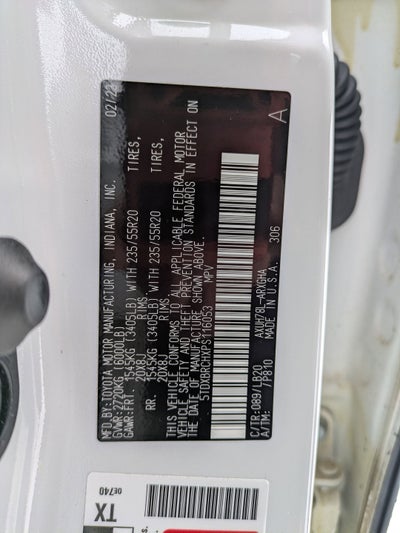 MFD.BY:TOYOTA MOTOR MANUFACTURING, INDIANA, INC. 02/22
GVWR:2720KG(6000LB)
GAWR:FRT. 1545KG (3405LB) WITH 235/55R20 TIRES,
20X8J RIMS
RR. 1545KG (3405LB) WITH 235/55R20 TIRES,
20X8J RIMS
THIS VEHICLE CONFORMS TO ALL APPLICABLE FEDERAL MOTOR
VEHICLE SAFETY AND THEFT PREVENTION STANDARDS IN EFFECT ON
THE DATE OF MANUFACTURE SHOWN ABOVE.
MPV
306 A
C/TR:089/LB20 AXUH78L-ARXGHA
A/TM: /P810 MADE IN U.S.A.
TX
0E740